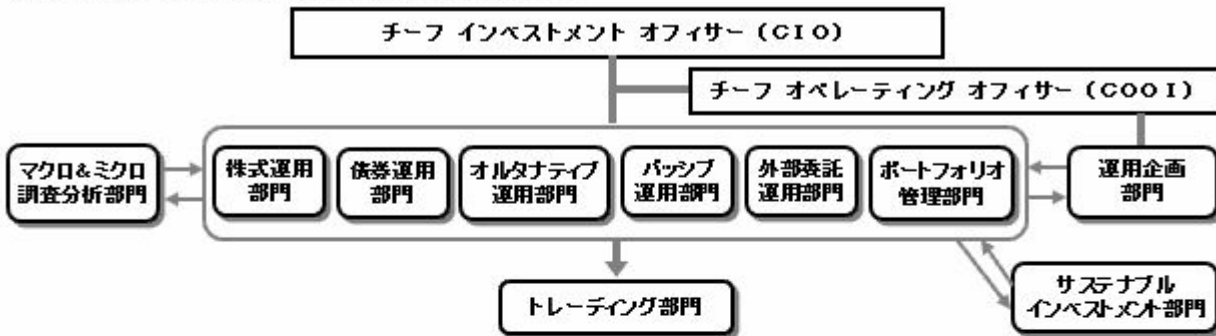 チーフ インベストメント オフィサー（CIO）
チーフ オペレーティング オフィサー（COO I）
マクロ&ミクロ
調査分析部門
株式運用
部門
債券運用
部門
オルタナティブ
運用部門
パッシブ
運用部門
外部委託
運用部門
ポートフォリオ
管理部門
運用企画
部門
トレーディング部門
サステナブル
インベストメント部門